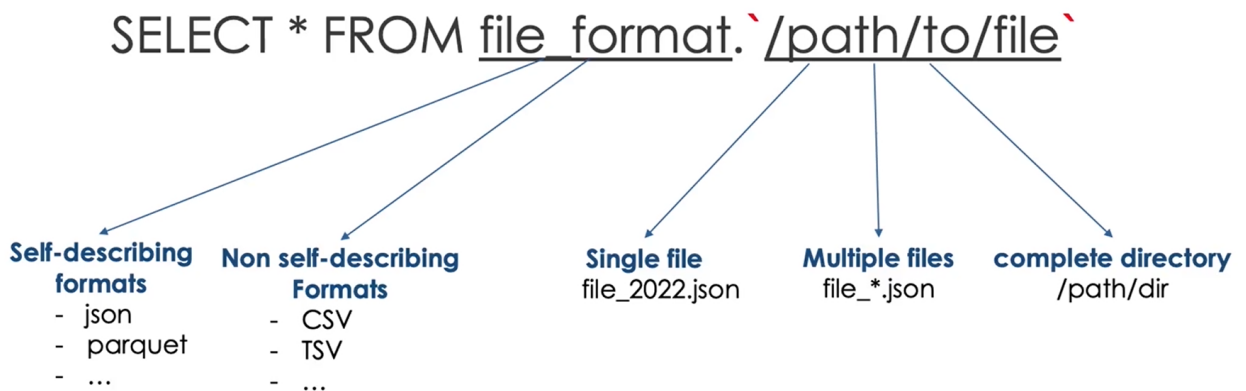 SELECT * FROM file_format.`/path/to/file`
Self-describing
formats
- json
- parquet
- ...
Non self-describing
Formats
- CSV
- TSV
- ...
Single file
file_2022.json
Multiple files
file_*.json
complete directory
/path/dir